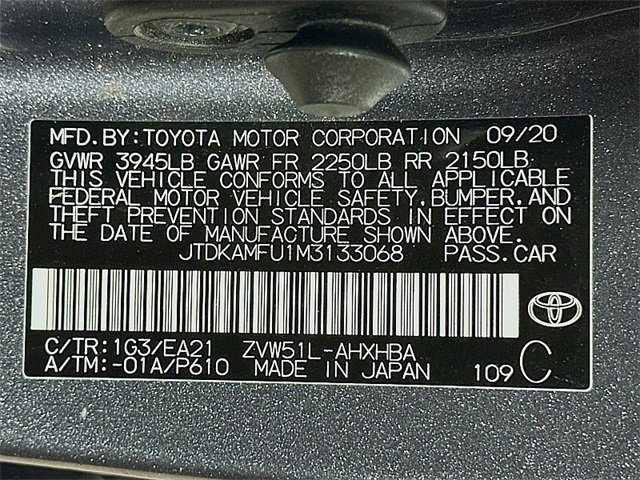 MFD.BY:TOYOTA MOTOR CORPORATION 09/20
GVWR 3945LB GAWR FR 2250LB RR 2150LB
THIS VEHICLE CONFORMS TO ALL APPLICABLE
FEDERAL MOTOR VEHICLE SAFETY,BUMPER,AND
THEFT PREVENTION STANDARDS IN EFFECT ON
THE DATE OF MANUFACTURE SHOWN ABOVE.
JTDKAMFU1M3133068 PASS.CAR
C/TR:1G3/EA21 ZVW51L-AHXHBA
A/TM:-01A/P610 MADE IN JAPAN 109 C